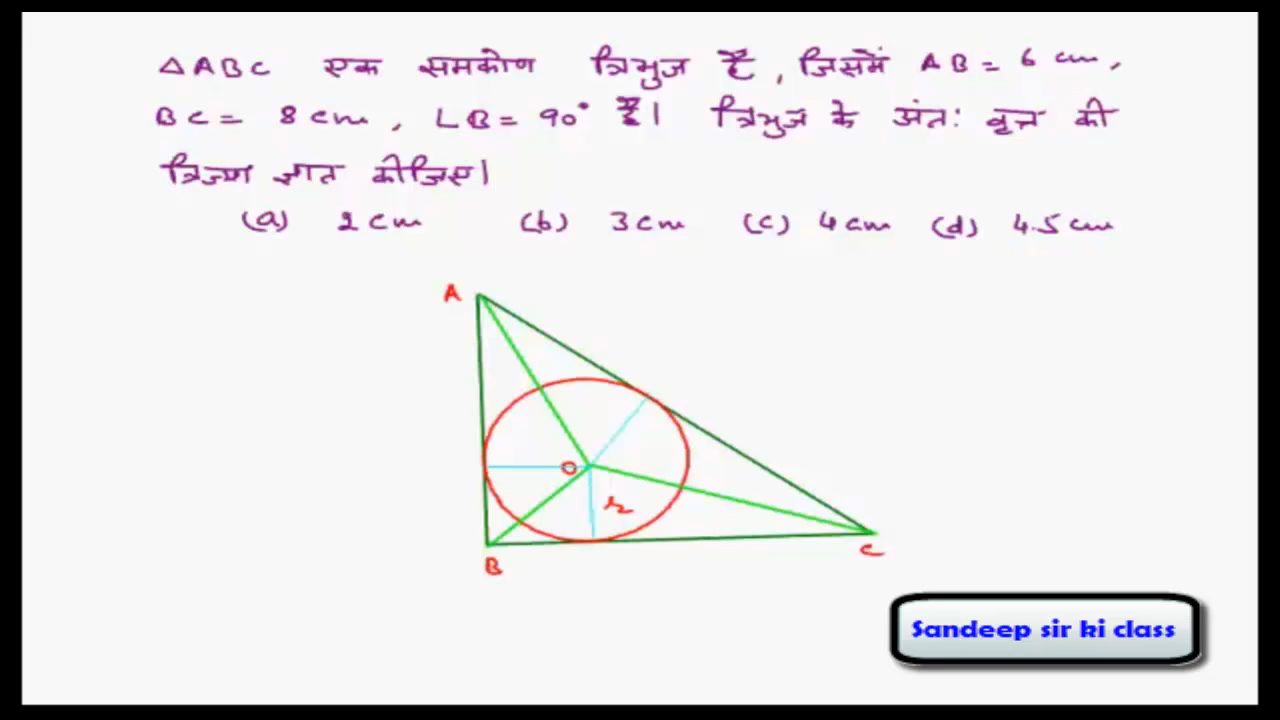 △ABC एक समकोण त्रिभुज है, जिसमें AB = 6 cm,
BC = 8 cm, ∠B = 90° है। त्रिभुज के अंतः वृत्त की
त्रिज्या ज्ञात कीजिए।
(a) 2 cm (b) 3 cm (c) 4 cm (d) 4.5 cm
A
O
r
B
C
Sandeep sir ki class